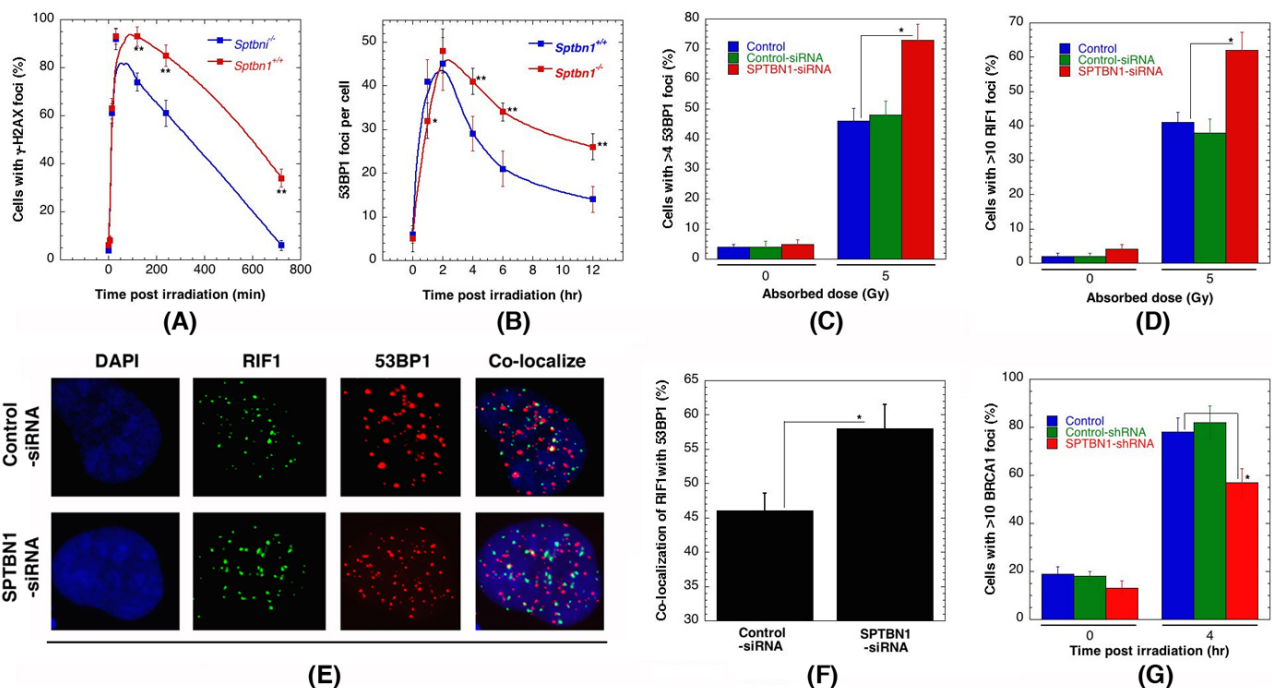 Cells with γ-H2AX foci (%)
100
80
60
40
20
0
Sptbni-/-
Sptbn1+/+
**
**
**
0
200
400
600
800
Time post irradiation (min)
(A)
53BP1 foci per cell
50
40
30
20
10
0
Sptbn1+/+
Sptbn1-/-
*
**
**
**
0
2
4
6
8
10
12
Time post irradiation (hr)
(B)
Cells with >4 53BP1 foci (%)
80
70
60
50
40
30
20
10
0
Control
Control-siRNA
SPTBN1-siRNA
*
0
5
Absorbed dose (Gy)
(C)
Cells with >10 RIF1 foci (%)
70
60
50
40
30
20
10
0
Control
Control-siRNA
SPTBN1-siRNA
*
0
5
Absorbed dose (Gy)
(D)
DAPI
RIF1
53BP1
Co-localize
Control
-siRNA
SPTBN1
-siRNA
(E)
Co-localization of RIF1with 53BP1 (%)
65
60
55
50
45
40
35
30
*
Control
-siRNA
SPTBN1
-siRNA
(F)
Cells with >10 BRCA1 foci (%)
100
80
60
40
20
0
Control
Control-shRNA
SPTBN1-shRNA
*
0
4
Time post irradiation (hr)
(G)